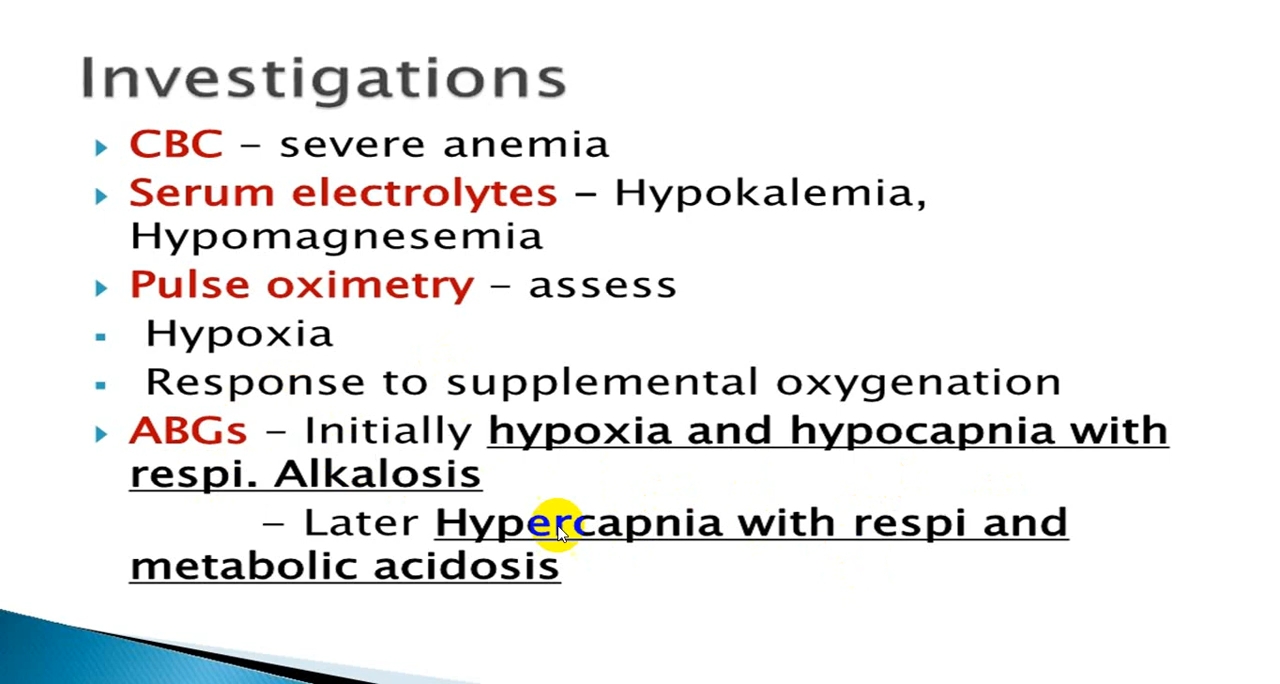 Investigations
CBC – severe anemia
Serum electrolytes – Hypokalemia,
Hypomagnesemia
Pulse oximetry – assess
Hypoxia
Response to supplemental oxygenation
ABGs – Initially hypoxia and hypocapnia with
respi. Alkalosis
– Later Hypercapnia with respi and
metabolic acidosis